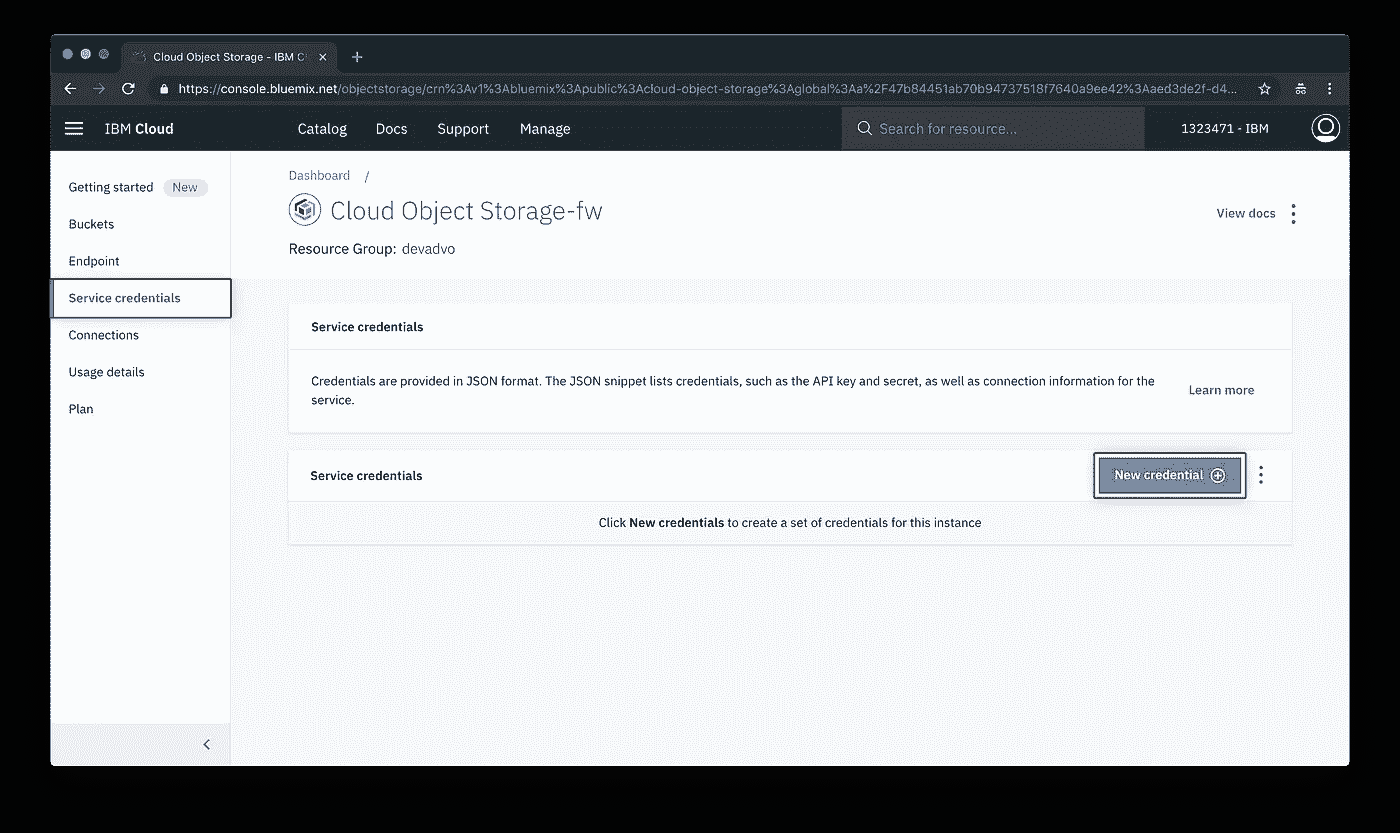 Cloud Object Storage - IBM C
https://console.bluemix.net/objectstorage/crn%3Av1%3Abluemix%3Apublic%3Acloud-object-storage%3Aglobal%3Aa%2F47b84451ab70b94737518f7640a9ee42%3Aaed3de2f-d4...
IBM Cloud
Catalog
Docs
Support
Manage
Search for resource...
1323471 - IBM
Getting started New
Buckets
Endpoint
Service credentials
Connections
Usage details
Plan
Dashboard /
Cloud Object Storage-fw
View docs
Resource Group: devadvo
Service credentials
Credentials are provided in JSON format. The JSON snippet lists credentials, such as the API key and secret, as well as connection information for the
service.
Learn more
Service credentials
New credential
Click New credentials to create a set of credentials for this instance